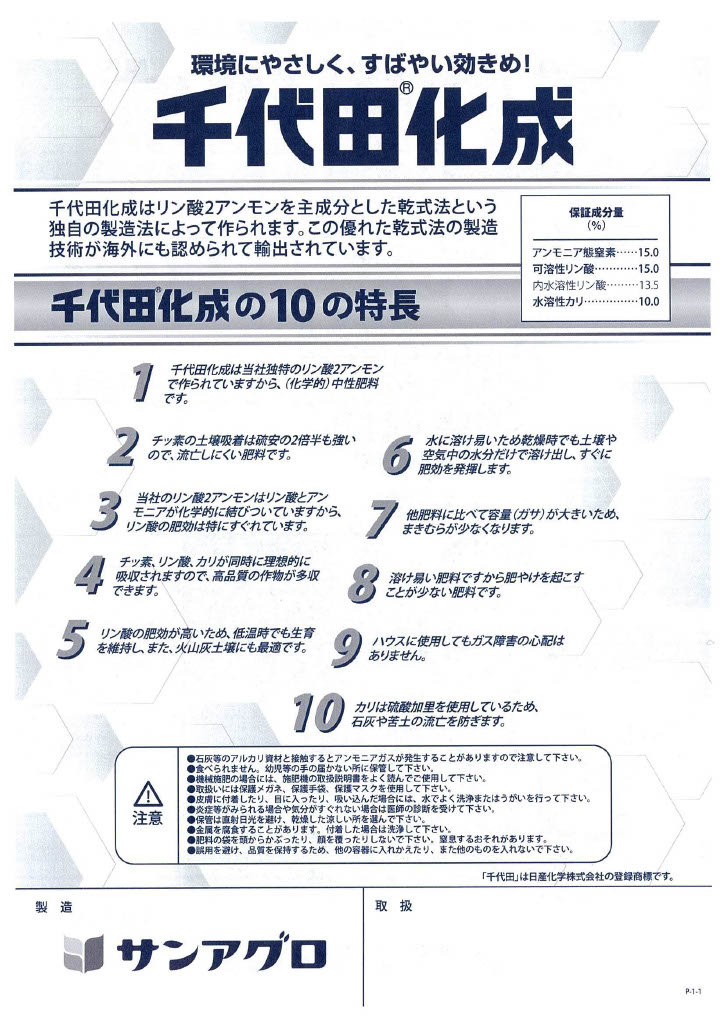 環境にやさしく、すばやい効きめ!
千代田化成®
千代田化成はリン酸2アンモンを主成分とした乾式法という
独自の製造法によって作られます。この優れた乾式法の製造
技術が海外にも認められて輸出されています。
保証成分量
(%)
アンモニア態窒素……15.0
可溶性リン酸…………15.0
内水溶性リン酸………13.5
水溶性カリ……………10.0
千代田®化成の10の特長
1 千代田化成は当社独特のリン酸2アンモン
で作られていますから、(化学的)中性肥料
です。
2 チッ素の土壌吸着は硫安の2倍半も強い
ので、流亡しにくい肥料です。
3 当社のリン酸2アンモンはリン酸とアン
モニアが化学的に結びついていますから、
リン酸の肥効は特にすぐれています。
4 チッ素、リン酸、カリが同時に理想的に
吸収されますので、高品質の作物が多収
できます。
5 リン酸の肥効が高いため、低温時でも生育
を維持し、また、火山灰土壌にも最適です。
6 水に溶け易いため乾燥時でも土壌や
空気中の水分だけで溶け出し、すぐに
肥効を発揮します。
7 他肥料に比べて容量(ガサ)が大きいため、
まきむらが少なくなります。
8 溶け易い肥料ですから肥やけを起こす
ことが少ない肥料です。
9 ハウスに使用してもガス障害の心配は
ありません。
10 カリは硫酸加里を使用しているため、
石灰や苦土の流亡を防ぎます。
注意
●石灰等のアルカリ資材と接触するとアンモニアガスが発生することがありますので注意して下さい。
●食べられません。幼児等の手の届かない所に保管して下さい。
●機械施肥の場合には、施肥機の取扱説明書をよく読んでご使用して下さい。
●取扱いには保護メガネ、保護手袋、保護マスクを使用して下さい。
●皮膚に付着したり、目に入ったり、吸い込んだ場合には、水でよく洗浄またはうがいを行って下さい。
●炎症等がみられる場合や気分がすぐれない場合は医師の診断を受けて下さい。
●保管は直射日光を避け、乾燥した涼しい所を選んで下さい。
●金属を腐食することがあります。付着した場合は洗浄して下さい。
●肥料の袋を頭からかぶったり、顔を覆ったりしないで下さい。窒息するおそれがあります。
●誤用を避け、品質を保持するため、他の容器に入れかえたり、また他のものを入れないで下さい。
「千代田」は日産化学株式会社の登録商標です。
製造
サンアグロ
取扱
P-1-1